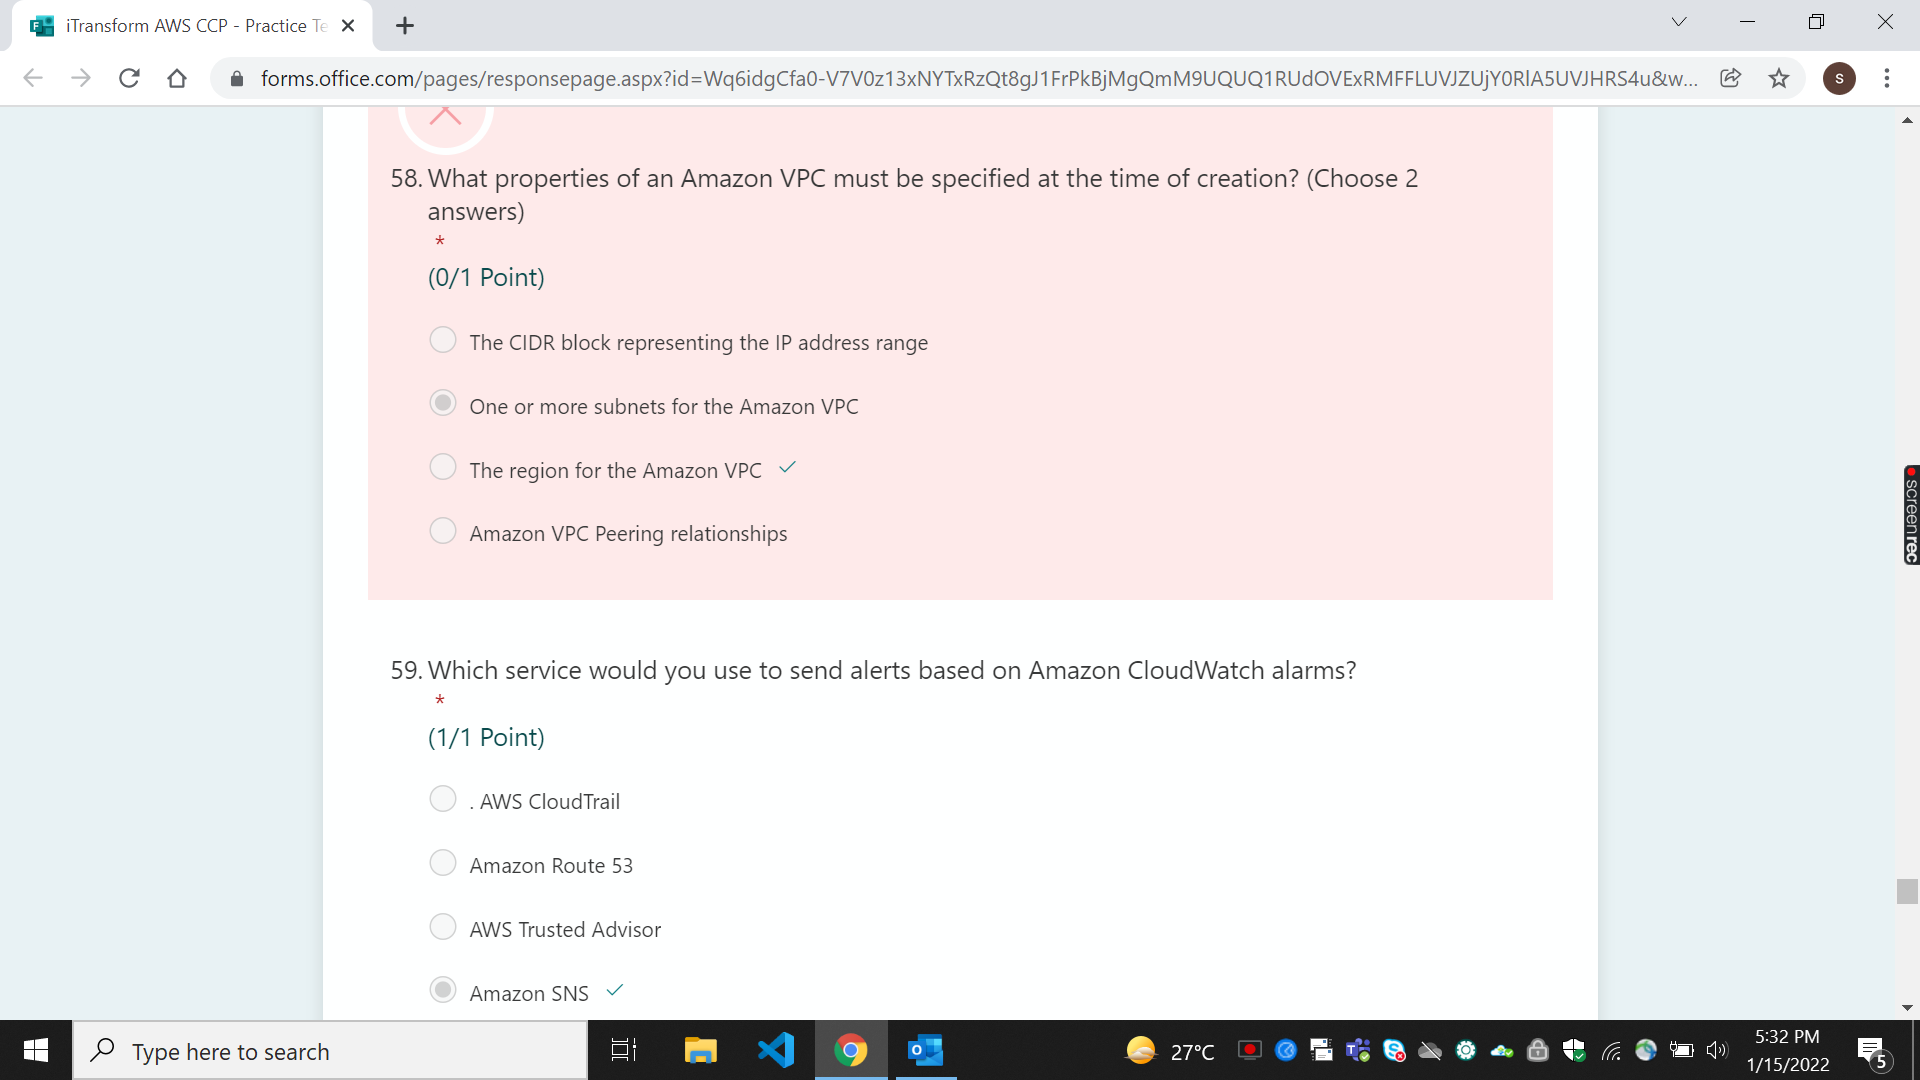 iTransform AWS CCP - Practice Te
forms.office.com/pages/responsepage.aspx?id=Wq6idgCfa0-V7V0z13xNYTxRzQt8gJ1FrPkBjMgQmM9UQUQ1RUdOVExRMFFLUVJZUjY0RlA5UVJHRS4u&w...
S
58. What properties of an Amazon VPC must be specified at the time of creation? (Choose 2
answers)
*
(0/1 Point)
The CIDR block representing the IP address range
One or more subnets for the Amazon VPC
The region for the Amazon VPC
Amazon VPC Peering relationships
screenrec
59. Which service would you use to send alerts based on Amazon CloudWatch alarms?
*
(1/1 Point)
. AWS CloudTrail
Amazon Route 53
AWS Trusted Advisor
Amazon SNS
Type here to search
27°C
5:32 PM
1/15/2022
5